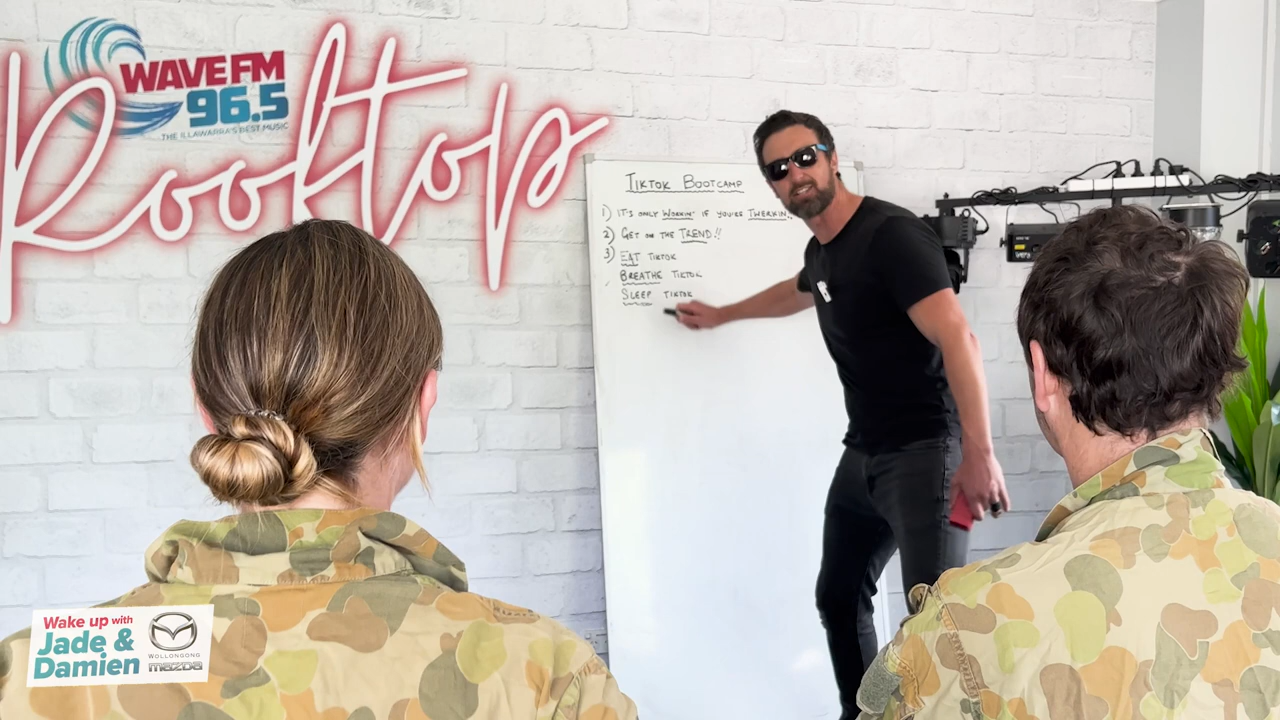 WAVE FM
96.5
THE ILLAWARRA'S BEST MUSIC
Rooftop
TIKTOK BOOTCAMP
1) IT'S ONLY WORKIN' IF YOU'RE TWERKIN'!!
2) GET ON THE TREND!!
3) EAT TIKTOK
BREATHE TIKTOK
SLEEP TIKTOK
Wake up with
Jade &
Damien
WOLLONGONG
mazda